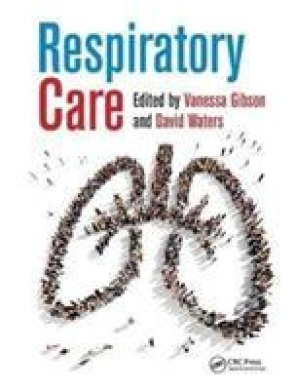 Respiratory
Care
Edited by Vanessa Gibson
and David Waters
CRC Press